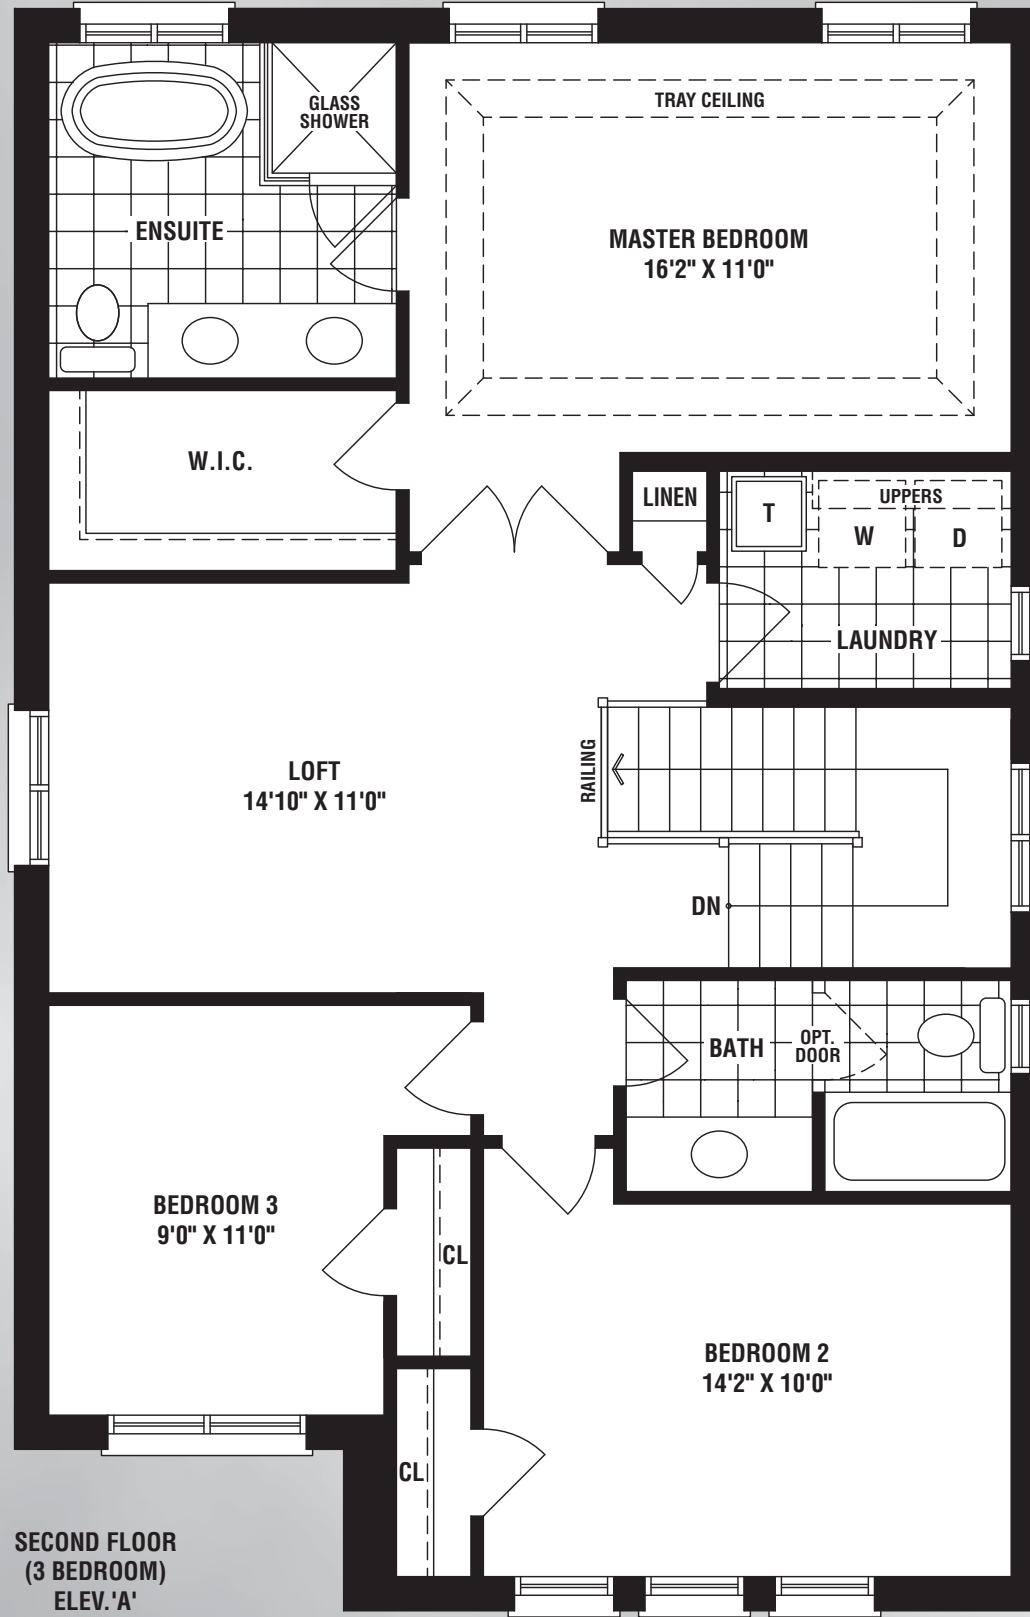 GLASS
SHOWER
TRAY CEILING
ENSUITE
MASTER BEDROOM
16'2" X 11'0"
W.I.C.
LINEN
T
UPPERS
W
D
LAUNDRY
LOFT
14'10" X 11'0"
RAILING
DN
BATH
OPT.
DOOR
BEDROOM 3
9'0" X 11'0"
CL
BEDROOM 2
14'2" X 10'0"
CL
SECOND FLOOR
(3 BEDROOM)
ELEV.'A'